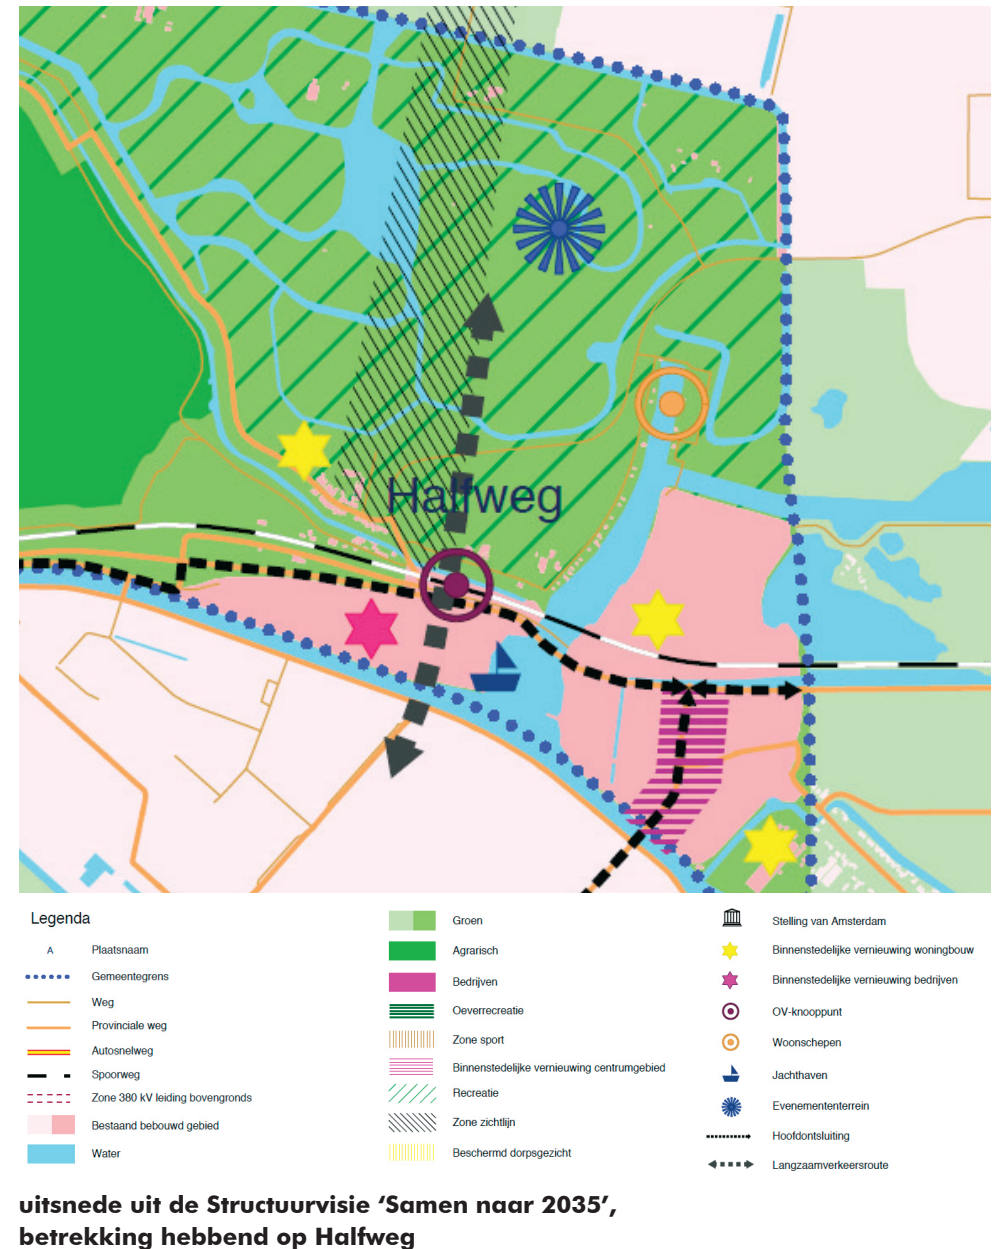 Halfweg
Legenda
A Plaatsnaam
Gemeentegrens
Weg
Provinciale weg
Autosnelweg
Spoorweg
Zone 380 kV leiding bovengronds
Bestaand bebouwd gebied
Water
Groen
Agrarisch
Bedrijven
Oeverrecreatie
Zone sport
Binnenstedelijke vernieuwing centrumgebied
Recreatie
Zone zichtlijn
Beschermd dorpsgezicht
Stelling van Amsterdam
Binnenstedelijke vernieuwing woningbouw
Binnenstedelijke vernieuwing bedrijven
OV-knooppunt
Woonschepen
Jachthaven
Evenemententerrein
Hoofdontsluiting
Langzaamverkeersroute
uitsnede uit de Structuurvisie ‘Samen naar 2035’,
betrekking hebbend op Halfweg